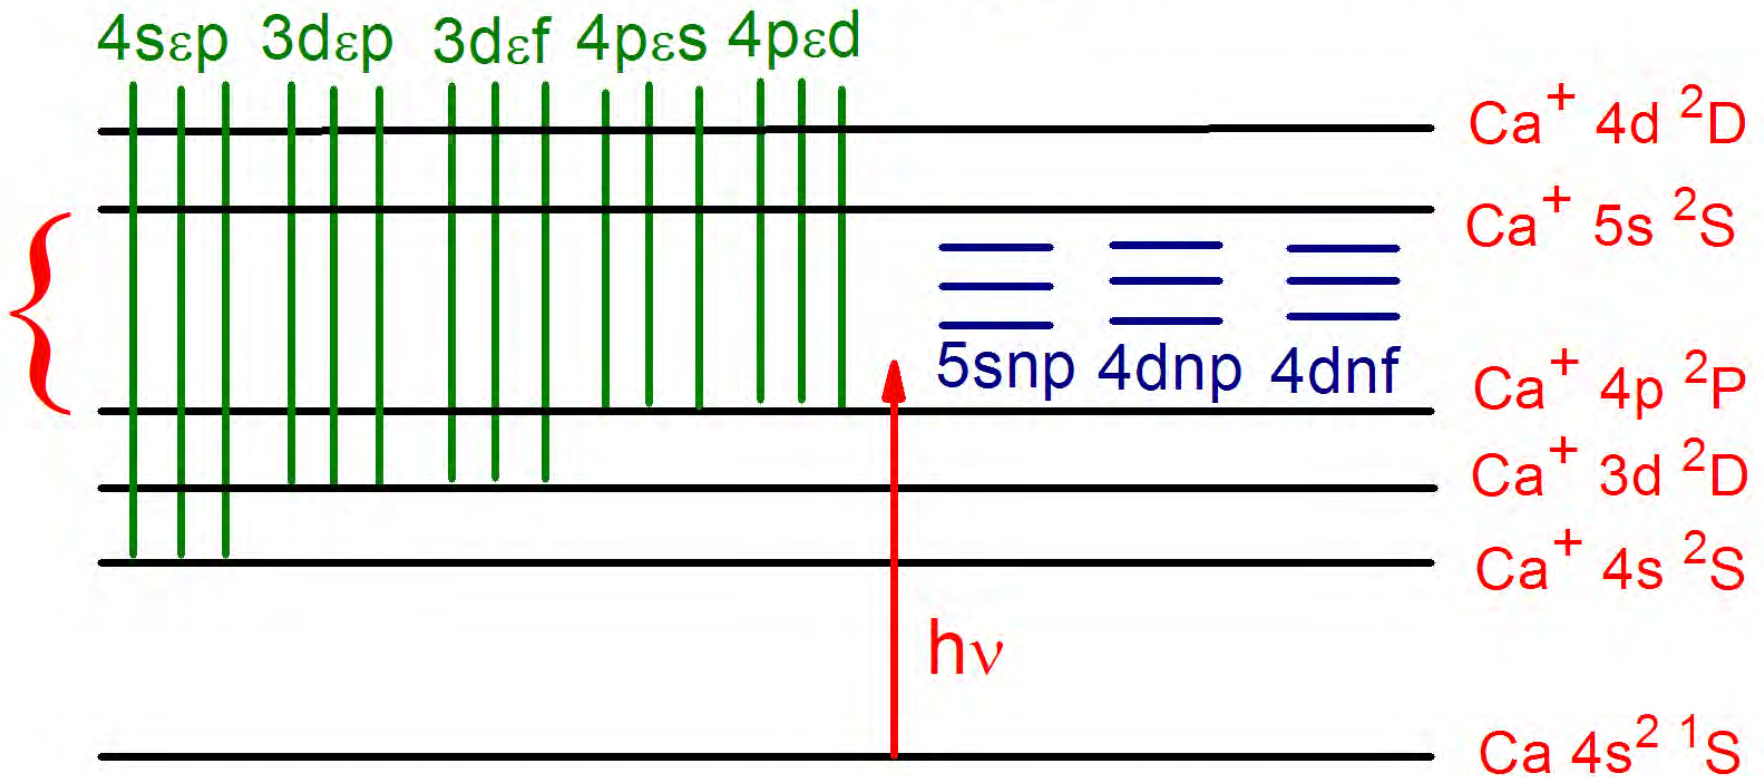 4sεp 3dεp 3dεf 4pεs 4pεd
Ca⁺ 4d ²D
Ca⁺ 5s ²S
5snp 4dnp 4dnf
Ca⁺ 4p ²P
Ca⁺ 3d ²D
Ca⁺ 4s ²S
hν
Ca 4s² ¹S